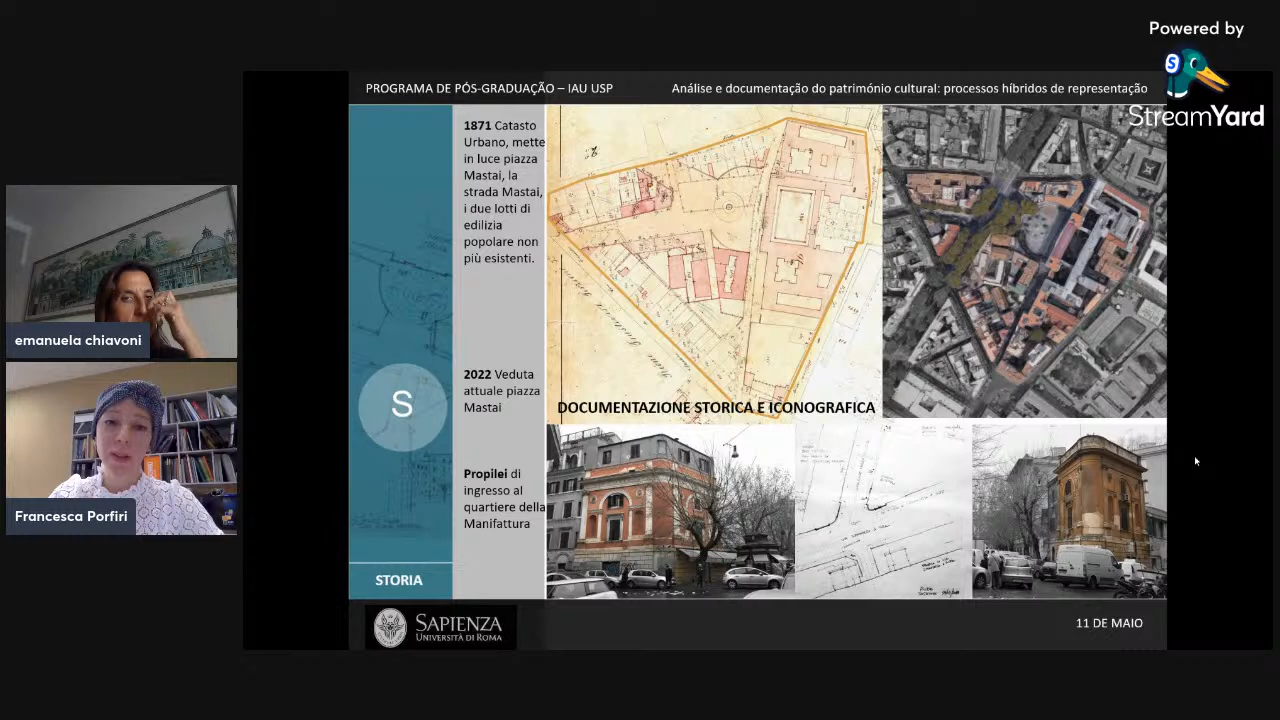 Powered by
StreamYard
PROGRAMA DE PÓS-GRADUAÇÃO – IAU USP
Análise e documentação do património cultural: processos híbridos de representação
1871 Catasto
Urbano, mette
in luce piazza
Mastai, la
strada Mastai,
i due lotti di
edilizia
popolare non
più esistenti.
2022 Veduta
attuale piazza
Mastai
Propilei di
ingresso al
quartiere della
Manifattura
DOCUMENTAZIONE STORICA E ICONOGRAFICA
S
STORIA
SAPIENZA
UNIVERSITÀ DI ROMA
11 DE MAIO
emanuela chiavoni
Francesca Porfiri